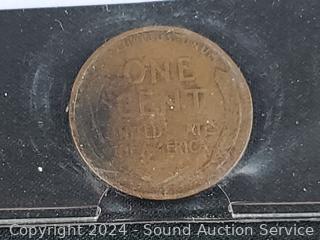 ONE
CENT
UNITED STATES
OF AMERICA
Copyright 2024 - Sound Auction Service